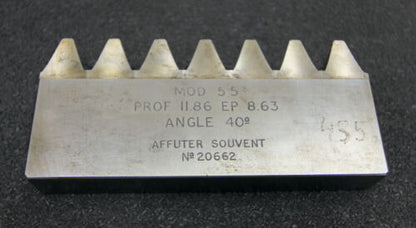 MOD 5.5
PROF 11.86 EP 8.63
ANGLE 40º
AFFUTER SOUVENT
Nº 20662